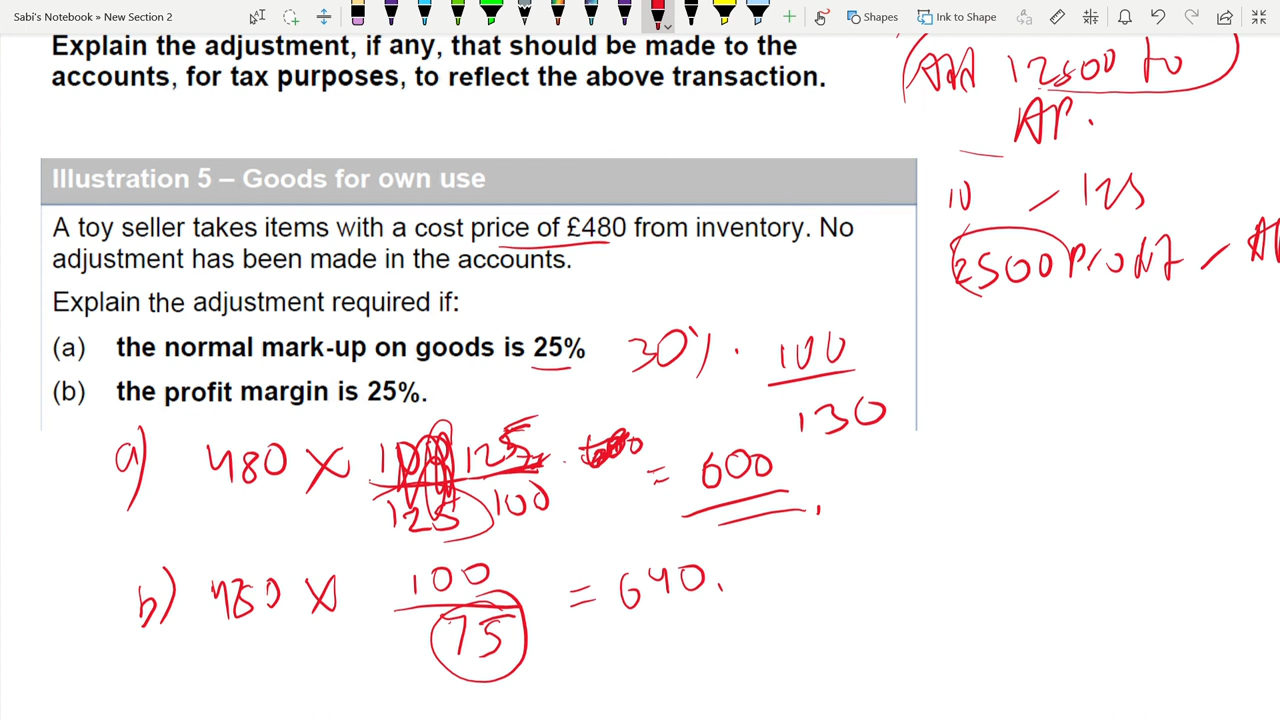 Sabi's Notebook » New Section 2
Shapes
Ink to Shape
Explain the adjustment, if any, that should be made to the
accounts, for tax purposes, to reflect the above transaction.
Add 12500 to
AP.
Illustration 5 – Goods for own use
A toy seller takes items with a cost price of £480 from inventory. No
adjustment has been made in the accounts.
Explain the adjustment required if:
(a) the normal mark-up on goods is 25%
(b) the profit margin is 25%.
10 – 125
2500 Profit –
30% . 100
130
a) 480 × 125 = 600
125 100
b) 480 × 100 = 640.
75